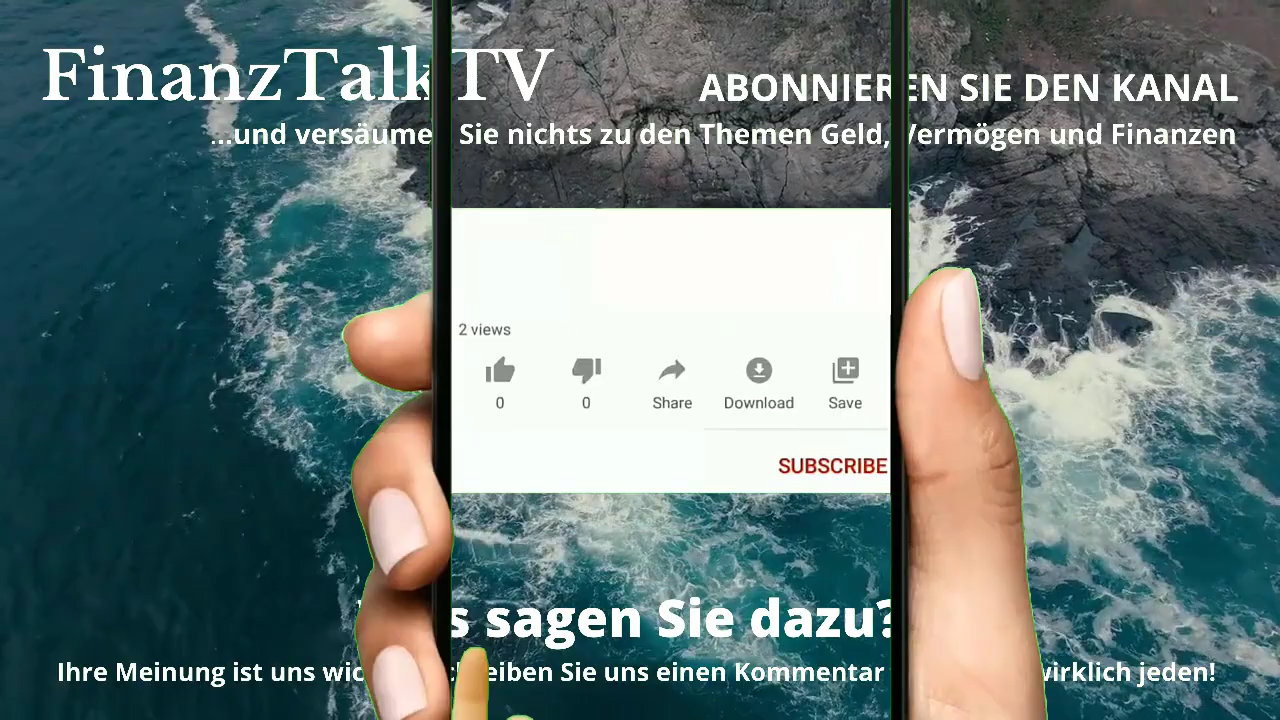 FinanzTalk TV
ABONNIEREN SIE DEN KANAL
...und versäume Sie nichts zu den Themen Geld, Vermögen und Finanzen
2 views
0 0 Share Download Save
SUBSCRIBE
s sagen Sie dazu?
Ihre Meinung ist uns wic eiben Sie uns einen Kommentar wirklich jeden!